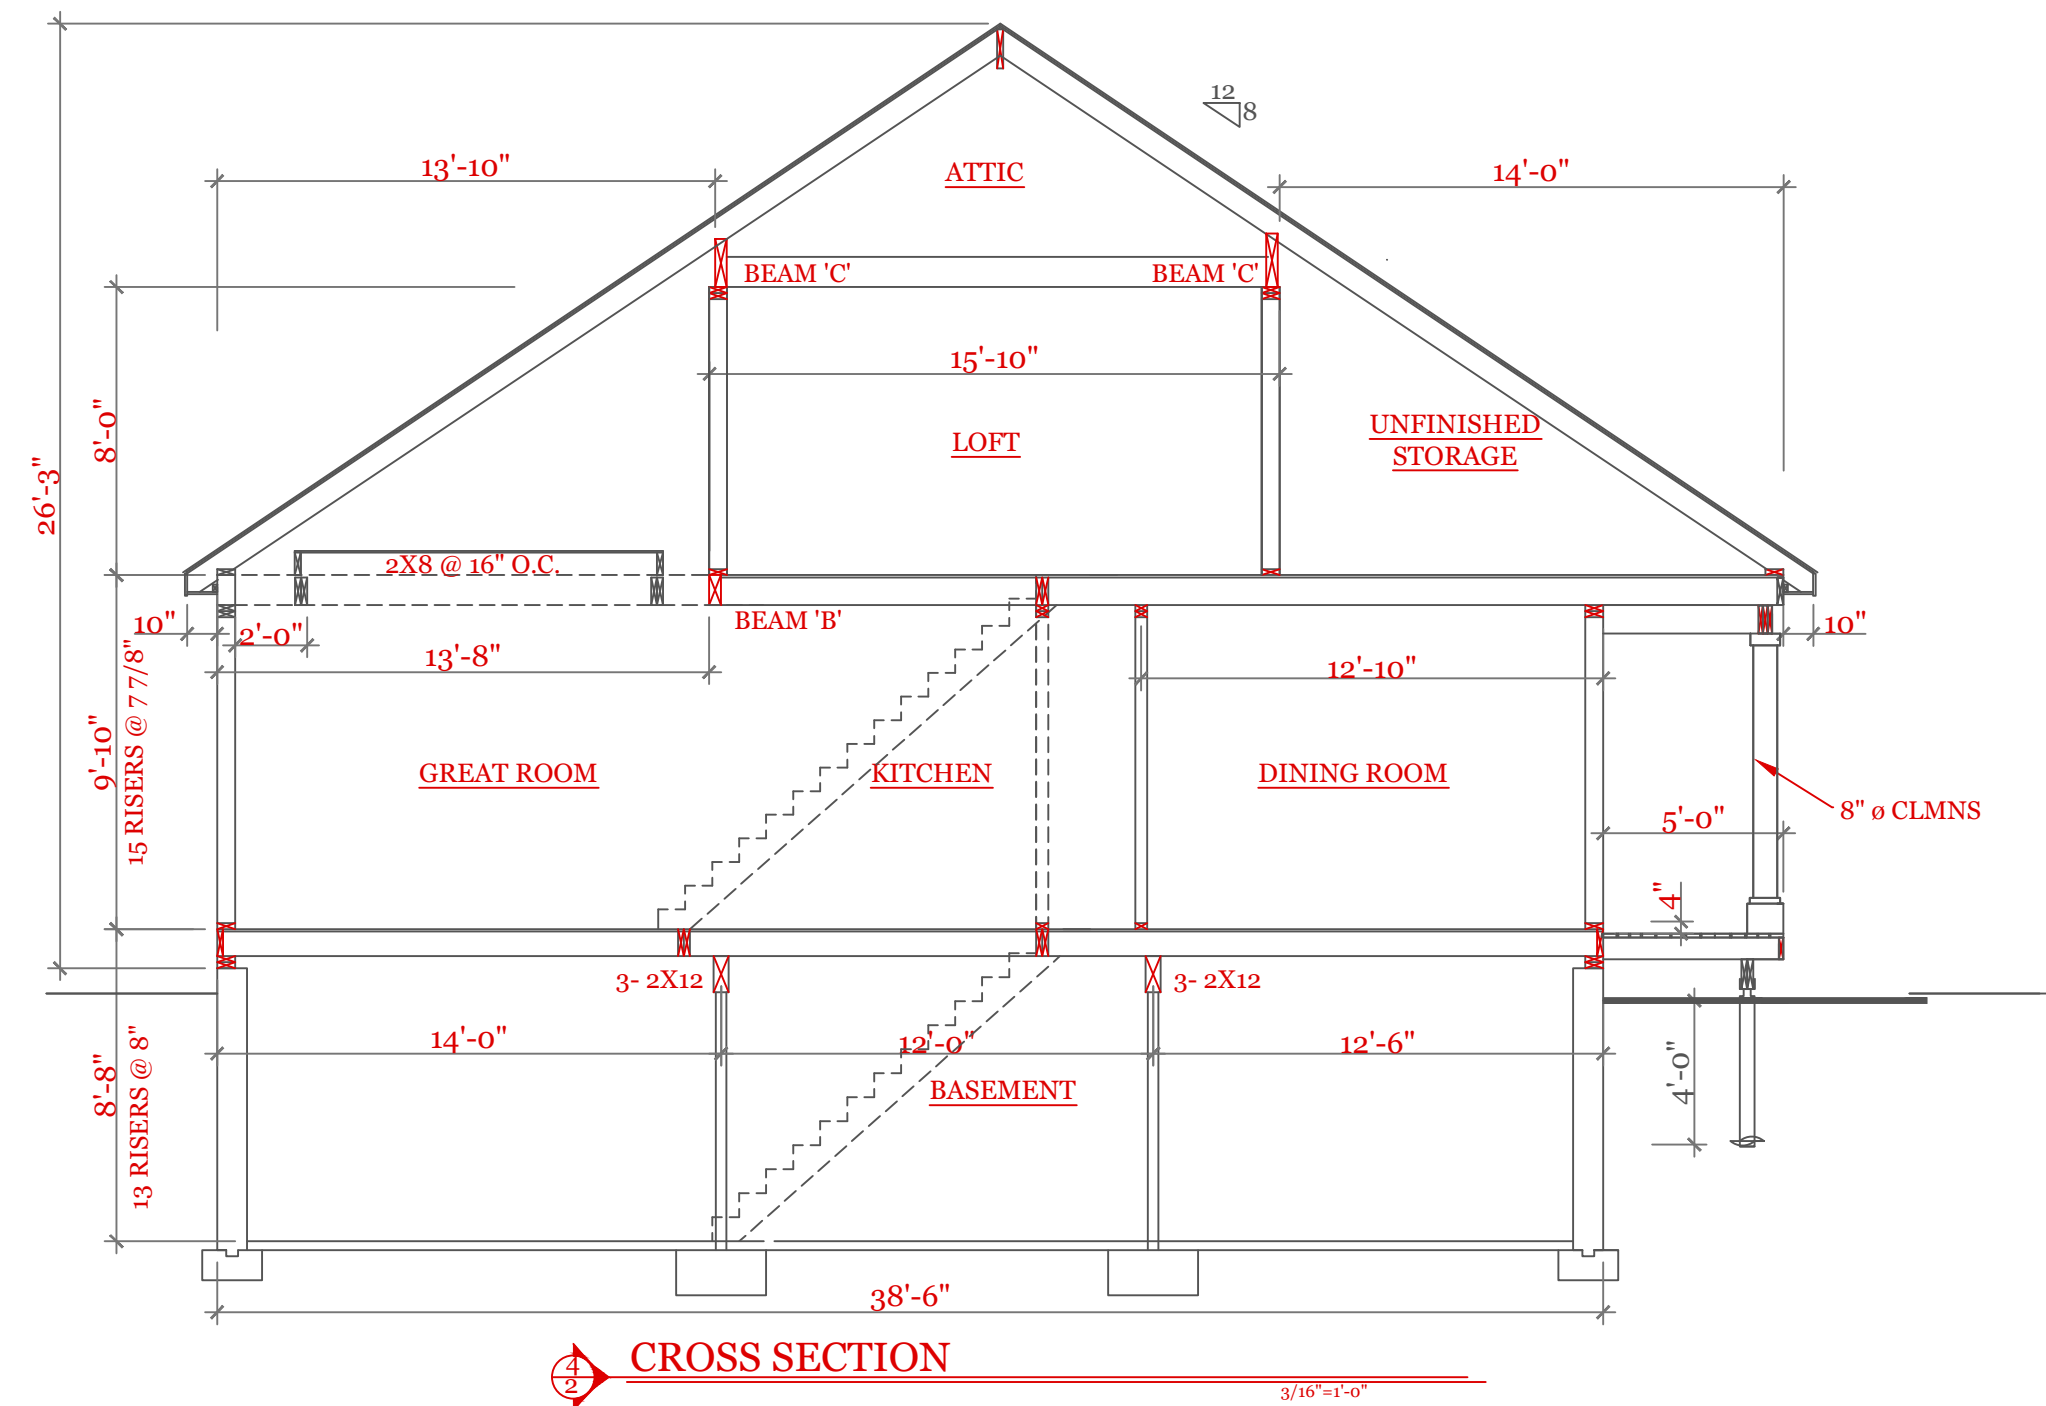 12
8
13'-10"
ATTIC
14'-0"
BEAM 'C'
BEAM 'C'
15'-10"
8'-0"
LOFT
UNFINISHED
STORAGE
26'-3"
2X8 @ 16" O.C.
BEAM 'B'
10"
2'-0"
10"
13'-8"
12'-10"
9'-10"
15 RISERS @ 7 7/8"
GREAT ROOM
KITCHEN
DINING ROOM
8" ø CLMNS
5'-0"
4"
3- 2X12
3- 2X12
14'-0"
12'-0"
12'-6"
4'-0"
8'-8"
13 RISERS @ 8"
BASEMENT
38'-6"
4
2
CROSS SECTION
3/16"=1'-0"